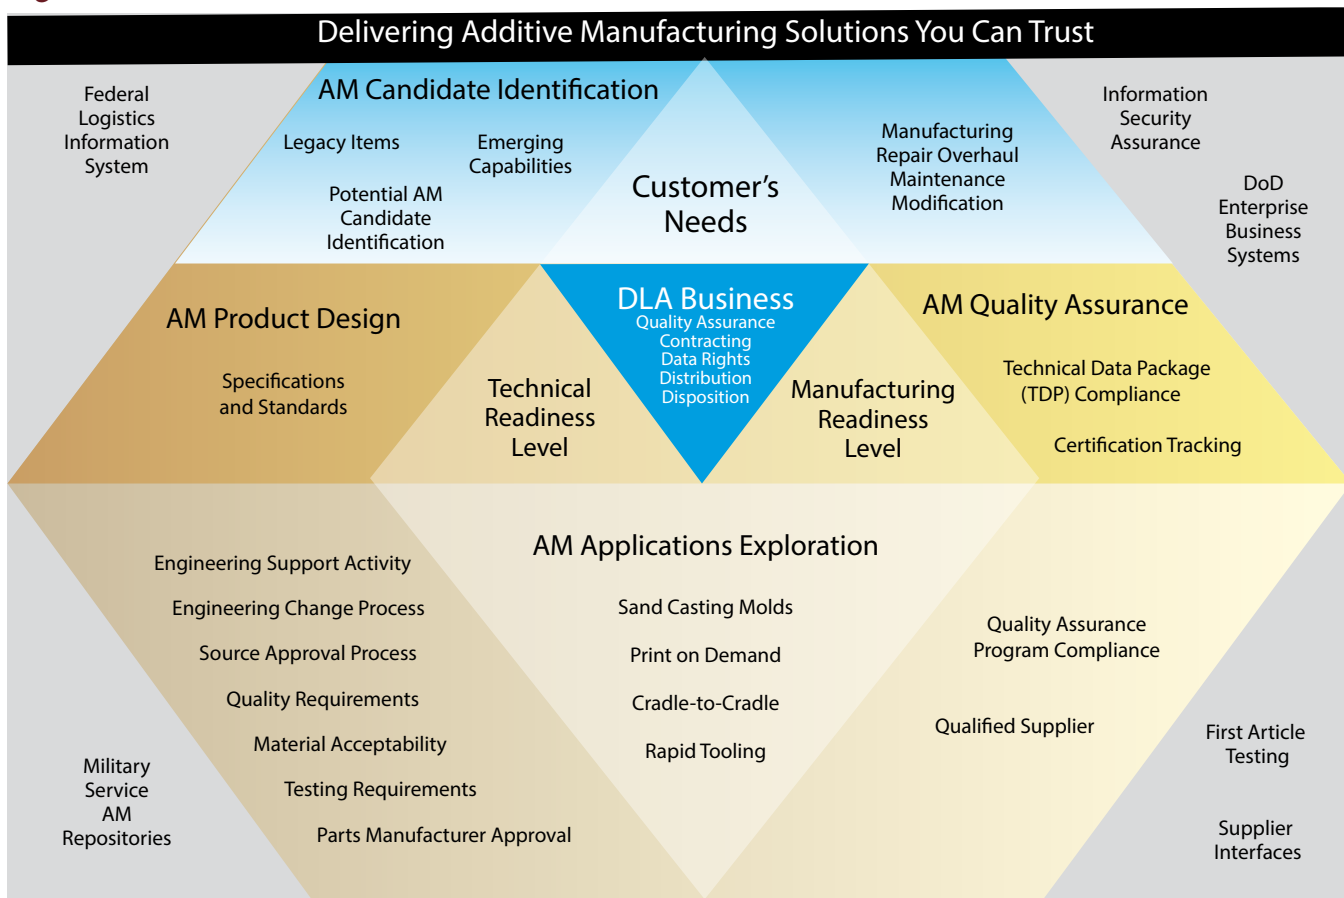 Delivering Additive Manufacturing Solutions You Can Trust
Federal
Logistics
Information
System
AM Candidate Identification
Legacy Items
Emerging
Capabilities
Potential AM
Candidate
Identification
Customer's
Needs
Manufacturing
Repair Overhaul
Maintenance
Modification
Information
Security
Assurance
DoD
Enterprise
Business
Systems
AM Product Design
Specifications
and Standards
Technical
Readiness
Level
DLA Business
Quality Assurance
Contracting
Data Rights
Distribution
Disposition
Manufacturing
Readiness
Level
AM Quality Assurance
Technical Data Package
(TDP) Compliance
Certification Tracking
Engineering Support Activity
Engineering Change Process
Source Approval Process
Quality Requirements
Material Acceptability
Testing Requirements
Parts Manufacturer Approval
AM Applications Exploration
Sand Casting Molds
Print on Demand
Cradle-to-Cradle
Rapid Tooling
Quality Assurance
Program Compliance
Qualified Supplier
Military
Service
AM
Repositories
First Article
Testing
Supplier
Interfaces